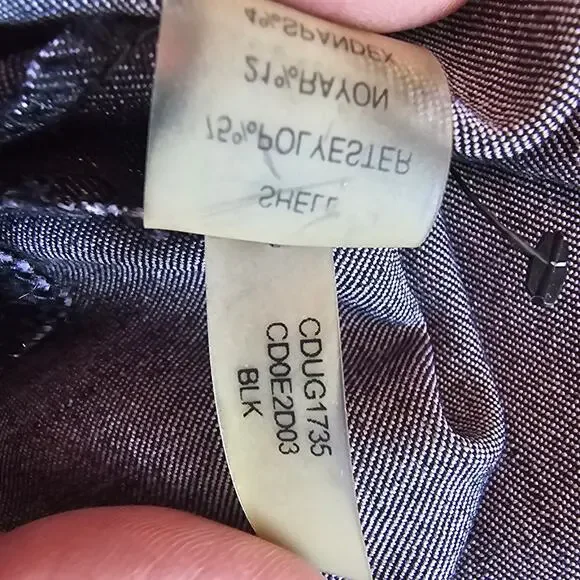 SHELL
75%POLYESTER
21%RAYON
4%SPANDEX
CDUG1735
CD0E2D03
BLK